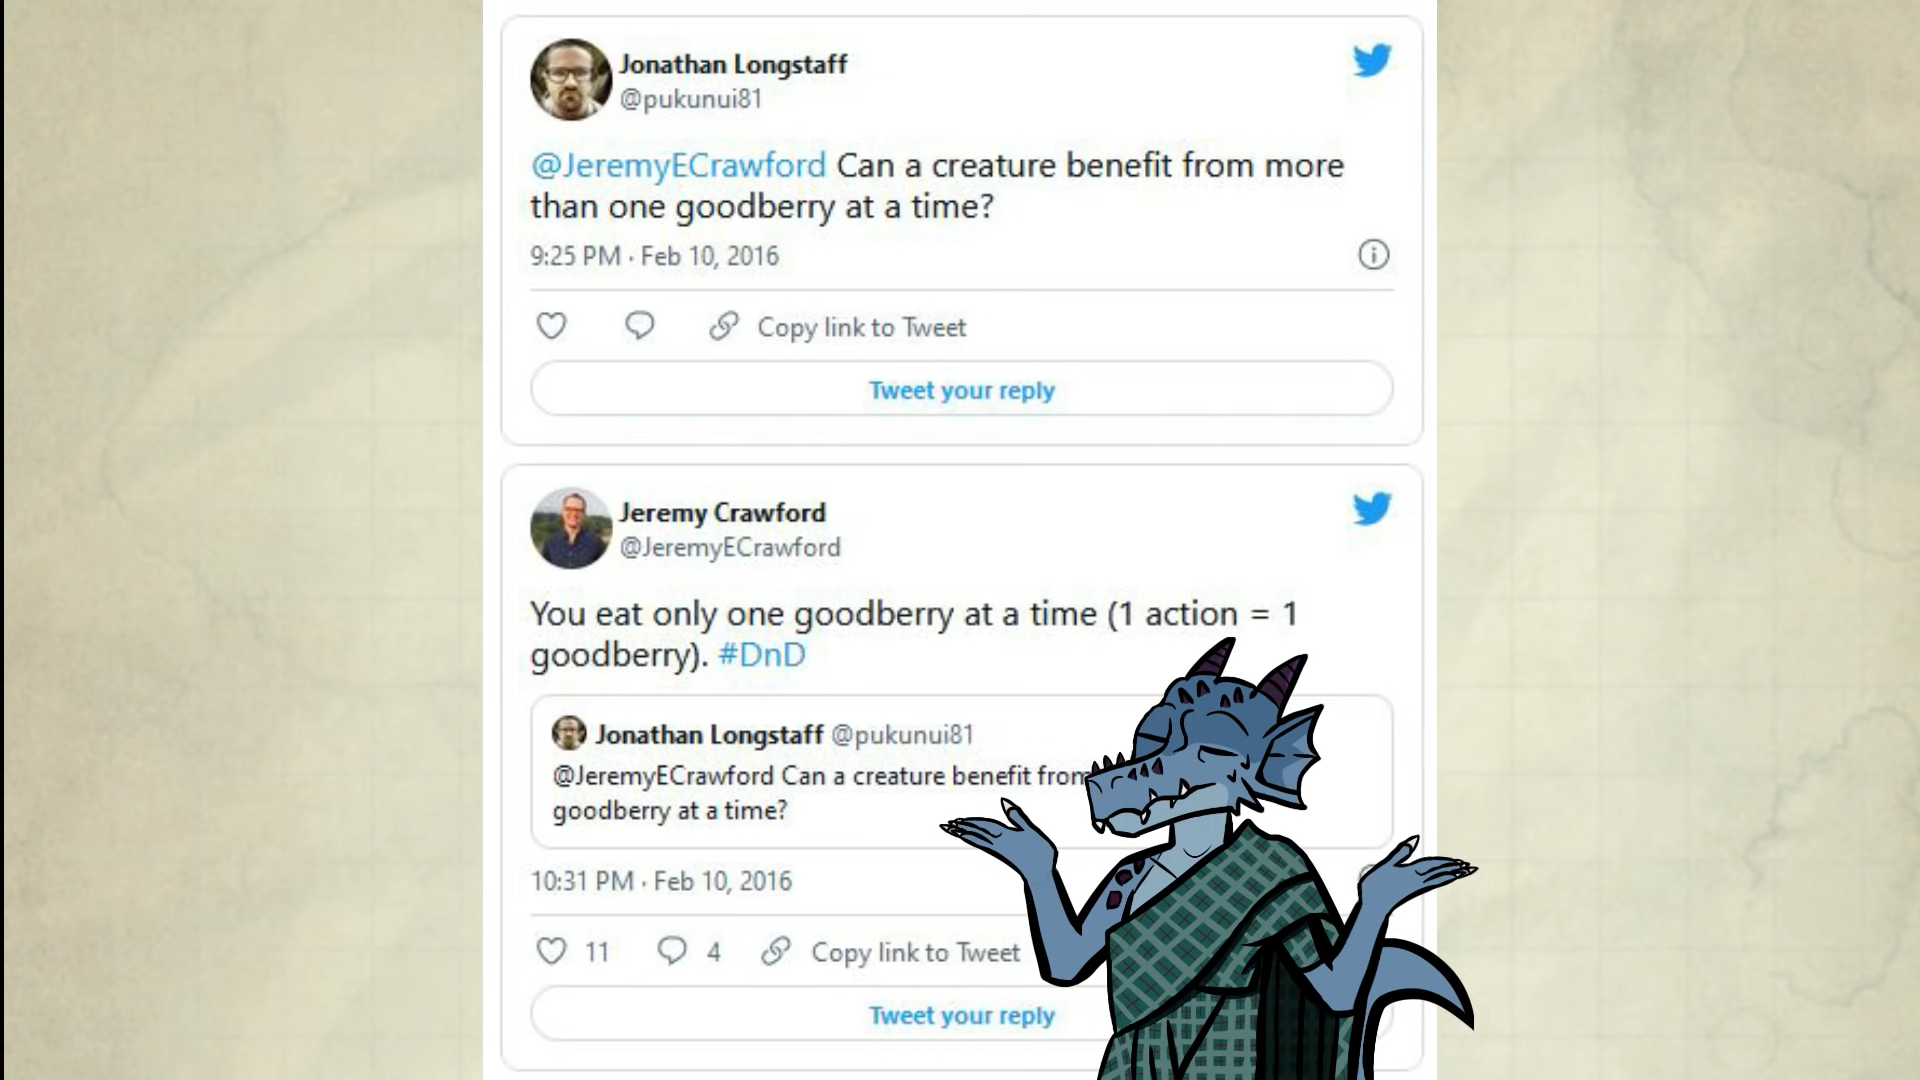 Jonathan Longstaff
@pukunui81
@JeremyECrawford Can a creature benefit from more
than one goodberry at a time?
9:25 PM · Feb 10, 2016
Copy link to Tweet
Tweet your reply
Jeremy Crawford
@JeremyECrawford
You eat only one goodberry at a time (1 action = 1
goodberry). #DnD
Jonathan Longstaff @pukunui81
@JeremyECrawford Can a creature benefit from
goodberry at a time?
10:31 PM · Feb 10, 2016
11 4 Copy link to Tweet
Tweet your reply